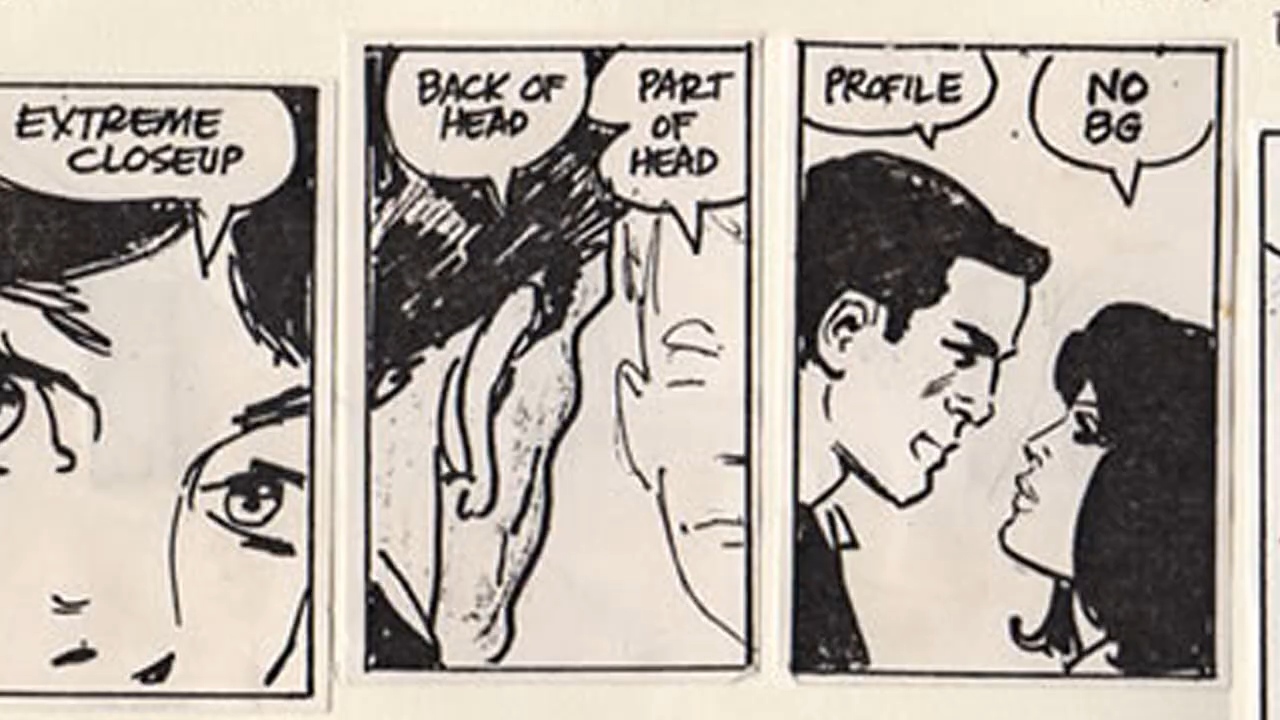 EXTREME
CLOSEUP
BACK OF
HEAD
PART
OF
HEAD
PROFILE
NO
BG